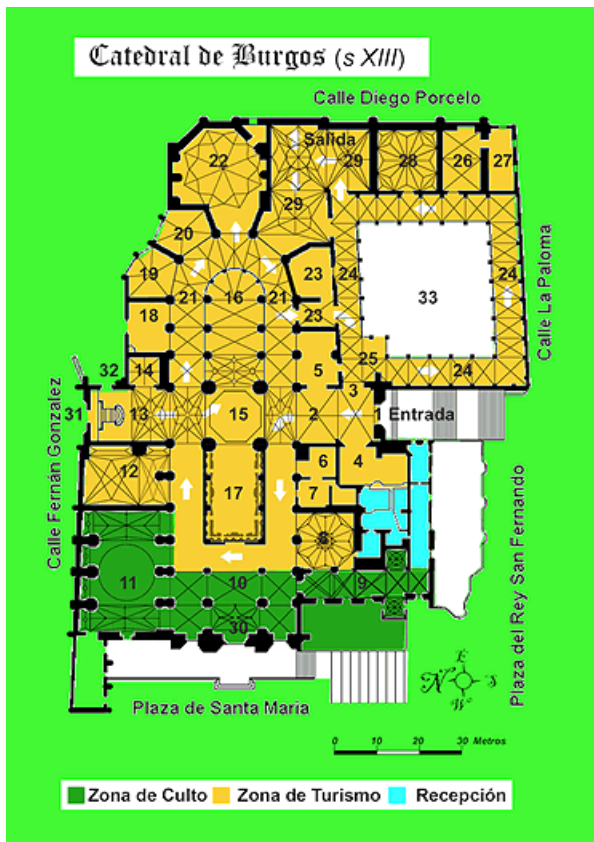 Catedral de Burgos (s XIII)
Calle Diego Porcelo
Salida
22
29
28
26
27
29
20
19
21
16
21
23
24
33
24
18
23
32
14
5
25
24
3
31
13
15
2
1 Entrada
12
17
6
4
7
8
11
10
9
30
Calle Fernán Gonzalez
Calle La Paloma
Plaza del Rey San Fernando
Plaza de Santa Maria
E
N S
W
0 10 20 30 Metros
Zona de Culto Zona de Turismo Recepción